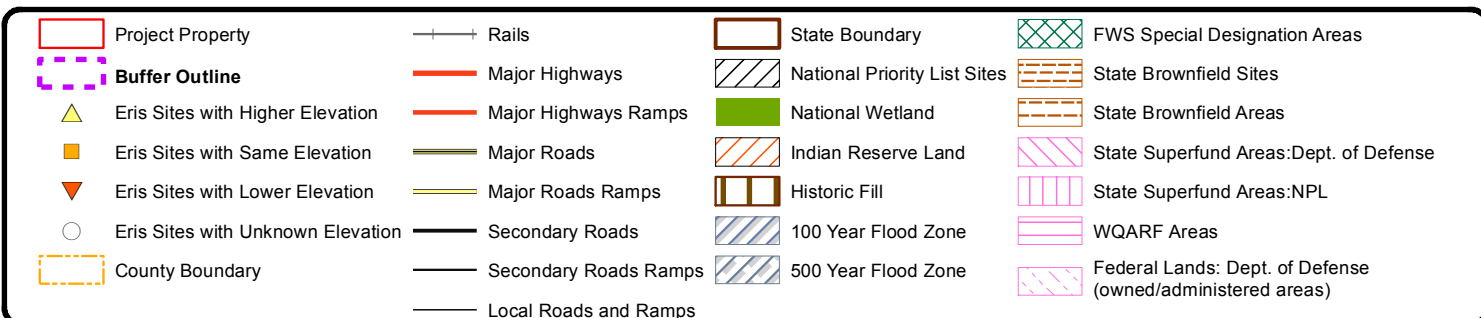 Project Property
Buffer Outline
Eris Sites with Higher Elevation
Eris Sites with Same Elevation
Eris Sites with Lower Elevation
Eris Sites with Unknown Elevation
County Boundary
Rails
Major Highways
Major Highways Ramps
Major Roads
Major Roads Ramps
Secondary Roads
Secondary Roads Ramps
Local Roads and Ramps
State Boundary
National Priority List Sites
National Wetland
Indian Reserve Land
Historic Fill
100 Year Flood Zone
500 Year Flood Zone
FWS Special Designation Areas
State Brownfield Sites
State Brownfield Areas
State Superfund Areas:Dept. of Defense
State Superfund Areas:NPL
WQARF Areas
Federal Lands: Dept. of Defense
(owned/administered areas)